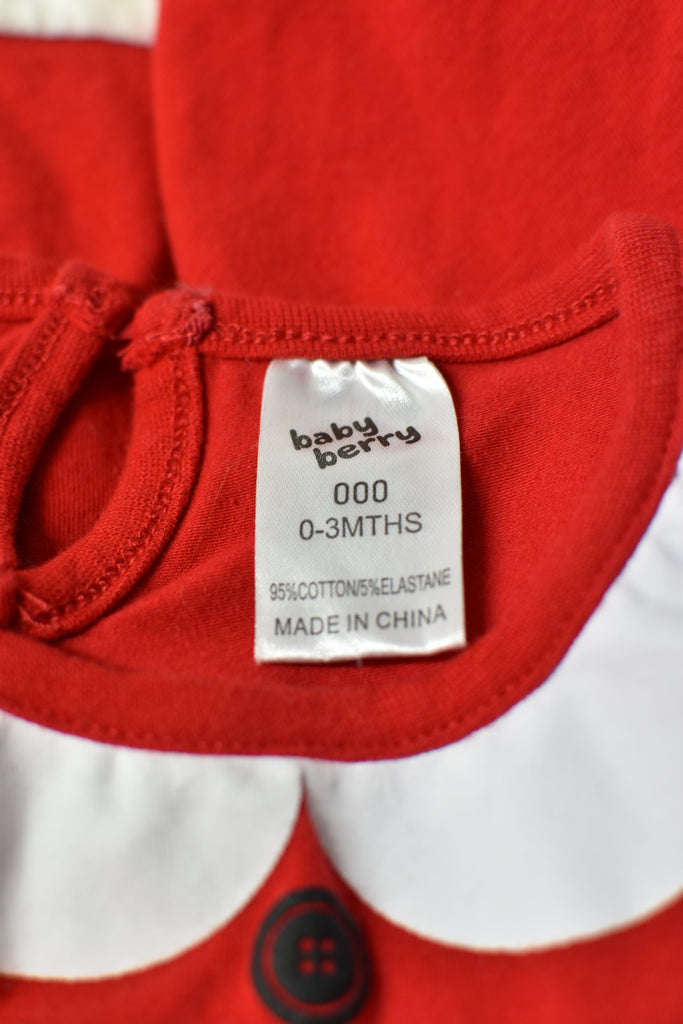 baby
berry
000
0-3MTHS
95%COTTON/5%ELASTANE
MADE IN CHINA